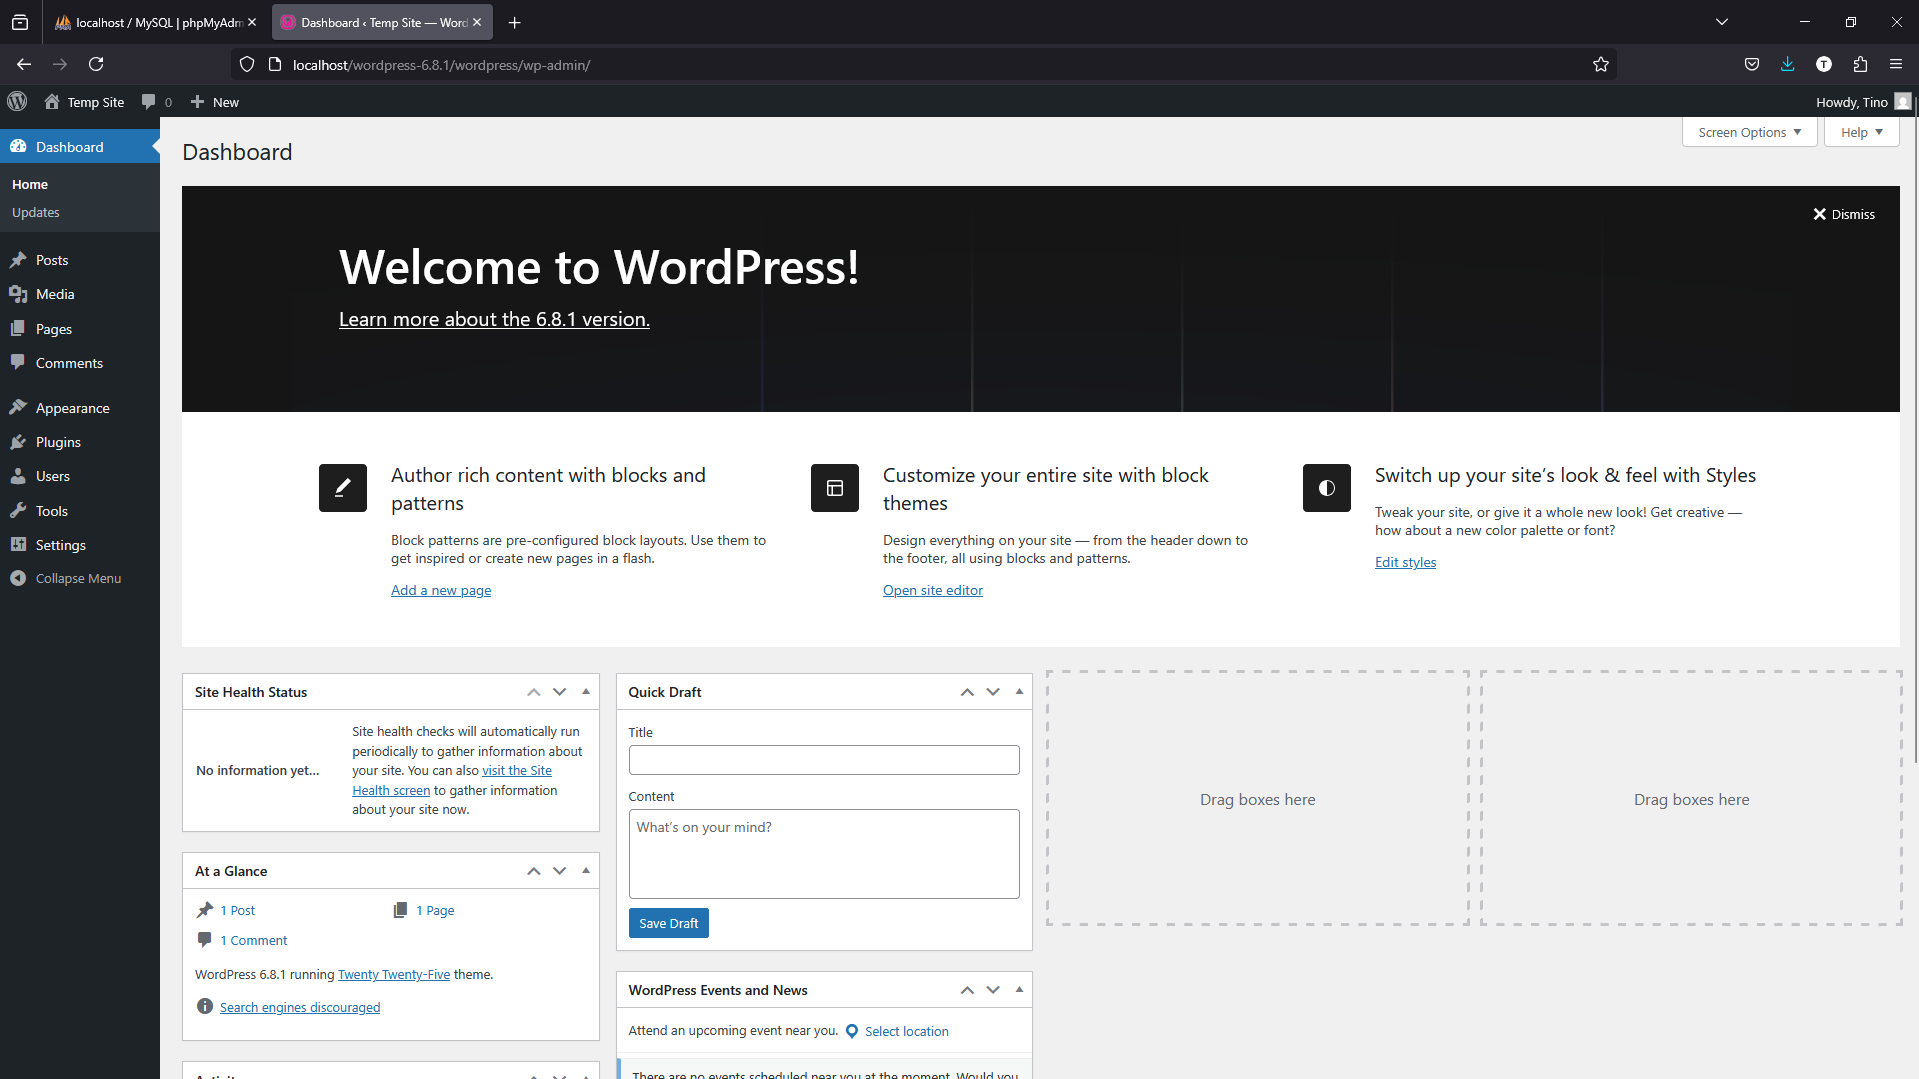 localhost / MySQL | phpMyAdm
Dashboard ‹ Temp Site — Word
localhost/wordpress-6.8.1/wordpress/wp-admin/
T
Temp Site
0
New
Howdy, Tino
Screen Options
Help
Dashboard
Home
Updates
Posts
Media
Pages
Comments
Appearance
Plugins
Users
Tools
Settings
Collapse Menu
Dashboard
Dismiss
Welcome to WordPress!
Learn more about the 6.8.1 version.
Author rich content with blocks and
patterns
Block patterns are pre-configured block layouts. Use them to
get inspired or create new pages in a flash.
Add a new page
Customize your entire site with block
themes
Design everything on your site — from the header down to
the footer, all using blocks and patterns.
Open site editor
Switch up your site’s look & feel with Styles
Tweak your site, or give it a whole new look! Get creative —
how about a new color palette or font?
Edit styles
Site Health Status
No information yet…
Site health checks will automatically run
periodically to gather information about
your site. You can also visit the Site
Health screen to gather information
about your site now.
At a Glance
1 Post
1 Page
1 Comment
WordPress 6.8.1 running Twenty Twenty-Five theme.
Search engines discouraged
Activity
Quick Draft
Title
Content
What’s on your mind?
Save Draft
WordPress Events and News
Attend an upcoming event near you.
Select location
There are no events scheduled near you at the moment. Would you
Drag boxes here
Drag boxes here